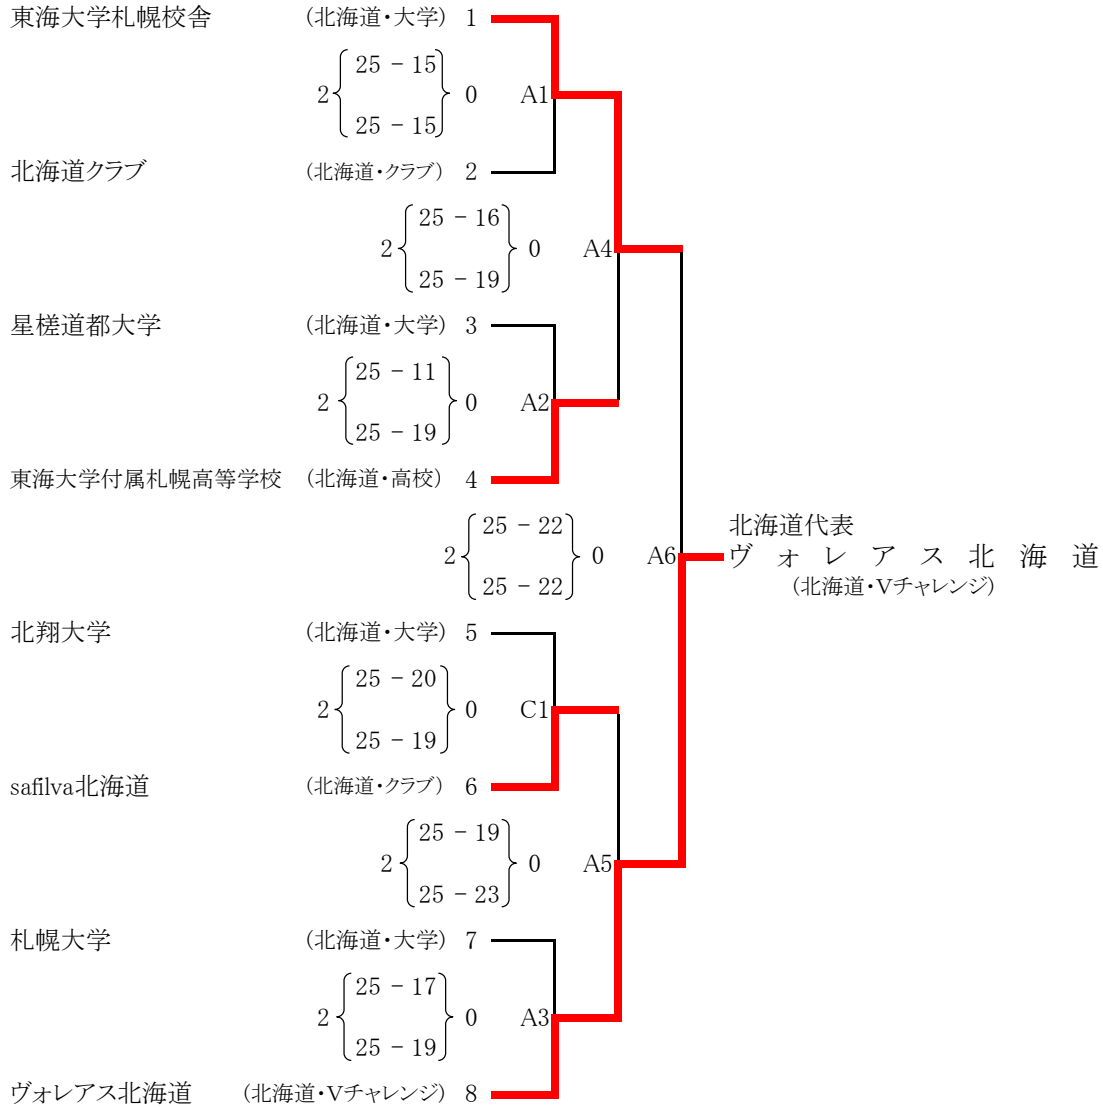 東海大学札幌校舎 (北海道・大学) 1
25 - 15
2 0 A1
25 - 15
北海道クラブ (北海道・クラブ) 2
25 - 16
2 0 A4
25 - 19
星槎道都大学 (北海道・大学) 3
25 - 11
2 0 A2
25 - 19
東海大学付属札幌高等学校 (北海道・高校) 4
25 - 22
2 0 A6
25 - 22
北海道代表
ヴォレアス北海道
(北海道・Vチャレンジ)
北翔大学 (北海道・大学) 5
25 - 20
2 0 C1
25 - 19
safilva北海道 (北海道・クラブ) 6
25 - 19
2 0 A5
25 - 23
札幌大学 (北海道・大学) 7
25 - 17
2 0 A3
25 - 19
ヴォレアス北海道 (北海道・Vチャレンジ) 8